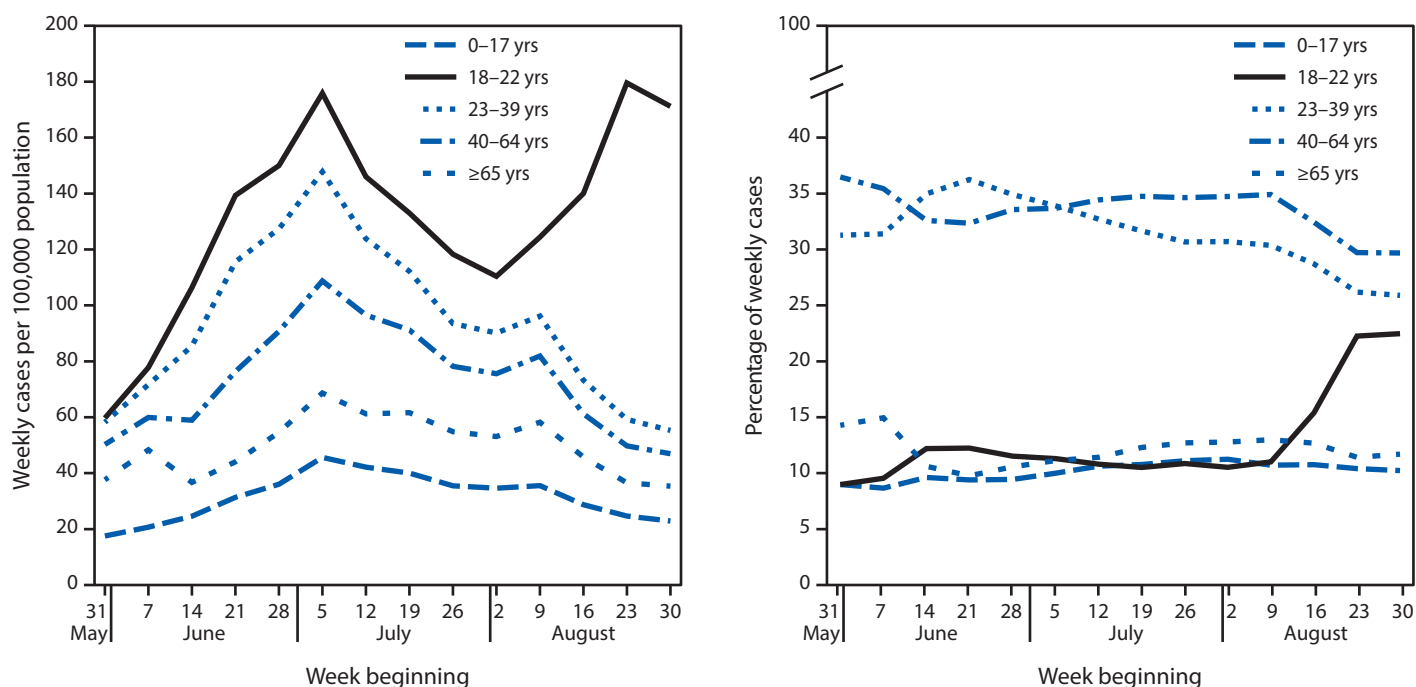 Weekly cases per 100,000 population
200
180
160
140
120
100
80
60
40
20
0
0–17 yrs
18–22 yrs
23–39 yrs
40–64 yrs
≥65 yrs
31 7 14 21 28 5 12 19 26 2 9 16 23 30
May June July August
Week beginning
Percentage of weekly cases
100
40
35
30
25
20
15
10
5
0
0–17 yrs
18–22 yrs
23–39 yrs
40–64 yrs
≥65 yrs
31 7 14 21 28 5 12 19 26 2 9 16 23 30
May June July August
Week beginning